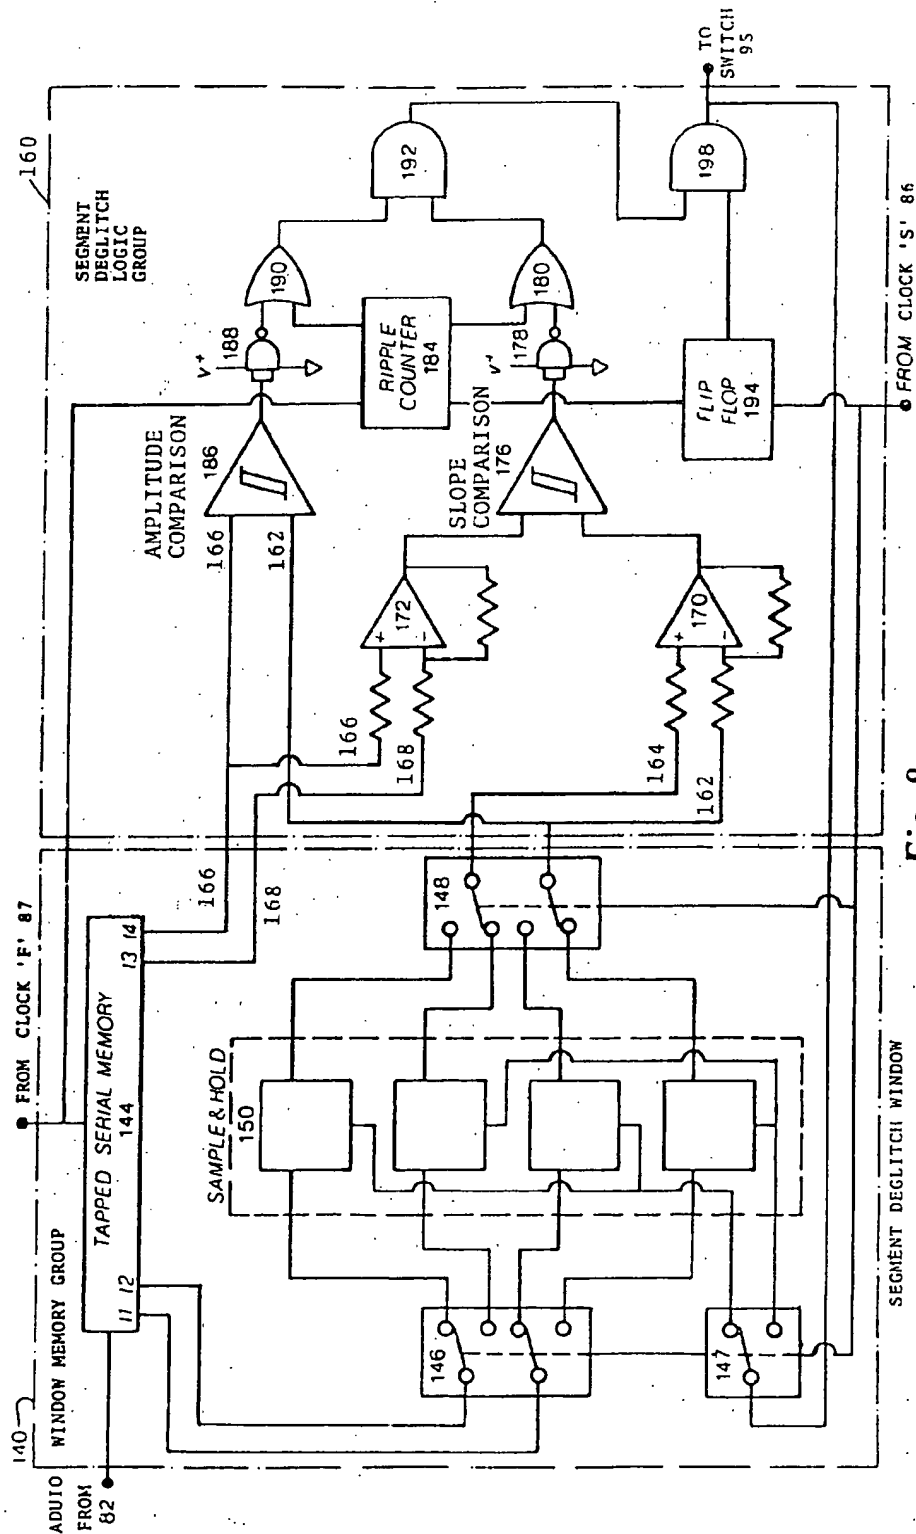 140
ADUIO
FROM
82
WINDOW MEMORY GROUP
FROM CLOCK 'F' 87
TAPPED SERIAL MEMORY
144
11 12
13 14
166
168
SAMPLE & HOLD
150
146
147
148
SEGMENT DEGLITCH WINDOW
160
SEGMENT
DEGLITCH
LOGIC
GROUP
AMPLITUDE
COMPARISON
186
166
162
V+
188
190
192
RIPPLE
COUNTER
184
SLOPE
COMPARISON
176
178
180
166
168
+
-
172
164
162
+
-
170
FLIP
FLOP
194
198
TO
SWITCH
95
FROM CLOCK 'S' 86